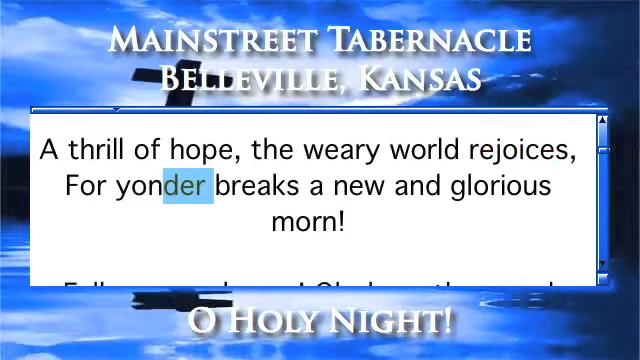 MAINSTREET TABERNACLE
BELLEVILLE, KANSAS
A thrill of hope, the weary world rejoices,
For yonder breaks a new and glorious
morn!
O HOLY NIGHT!